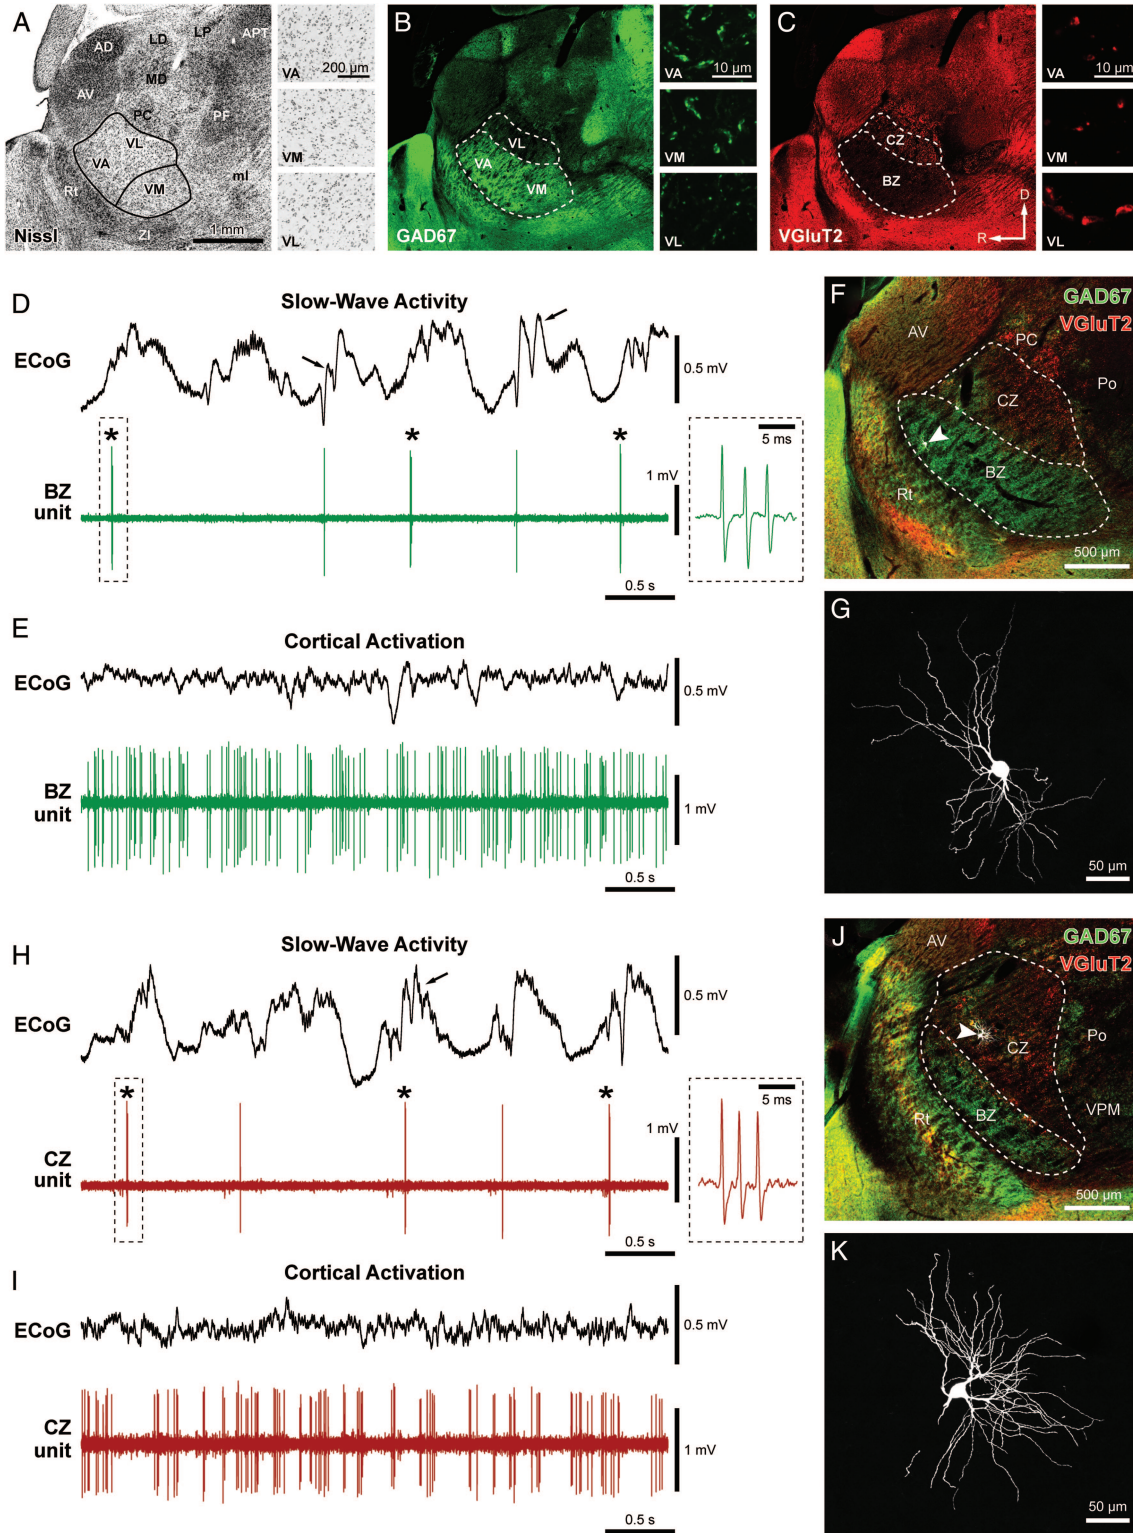 A
LD
LP
APT
AD
MD
AV
PC
PF
VL
VA
Rt
VM
ml
ZI
Nissl
1 mm
200 µm
VA
VM
VL
B
VL
VA
VM
GAD67
10 µm
VA
VM
VL
C
CZ
BZ
D
R
VGluT2
10 µm
VA
VM
VL
D
Slow-Wave Activity
ECoG
0.5 mV
* * *
BZ
unit
1 mV
5 ms
0.5 s
E
Cortical Activation
ECoG
0.5 mV
BZ
unit
1 mV
0.5 s
F
GAD67
VGluT2
AV
PC
Po
CZ
BZ
Rt
500 µm
G
50 µm
H
Slow-Wave Activity
ECoG
0.5 mV
* * *
CZ
unit
1 mV
5 ms
0.5 s
I
Cortical Activation
ECoG
0.5 mV
CZ
unit
1 mV
0.5 s
J
GAD67
VGluT2
AV
Po
CZ
VPM
BZ
Rt
500 µm
K
50 µm